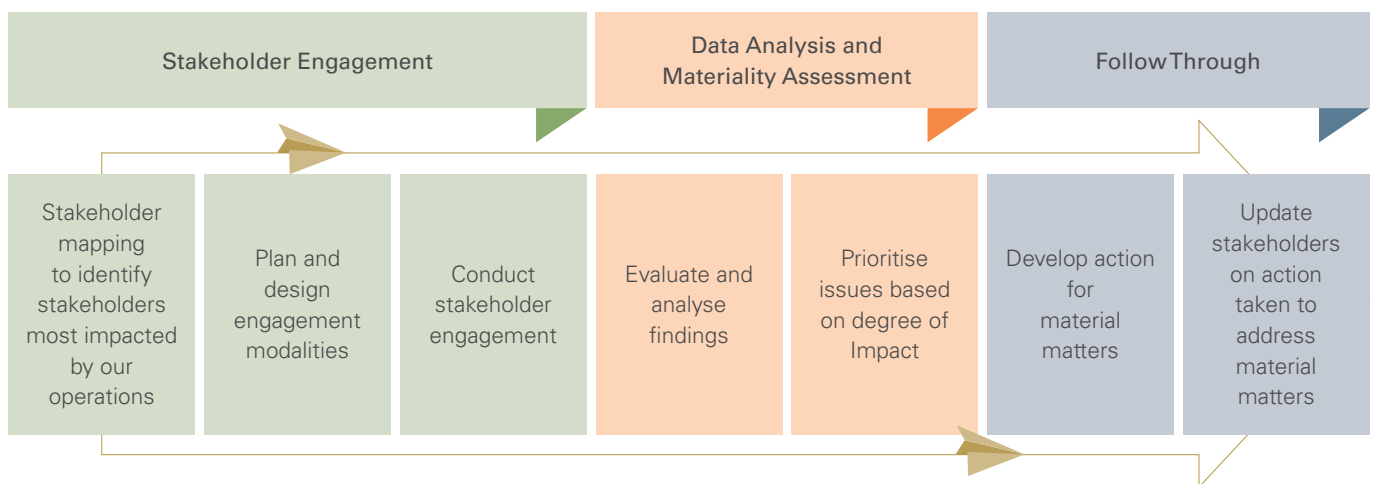 Stakeholder Engagement
Data Analysis and
Materiality Assessment
Follow Through
Stakeholder
mapping
to identify
stakeholders
most impacted
by our
operations
Plan and
design
engagement
modalities
Conduct
stakeholder
engagement
Evaluate and
analyse
findings
Prioritise
issues based
on degree of
Impact
Develop action
for
material
matters
Update
stakeholders
on action
taken to
address
material
matters